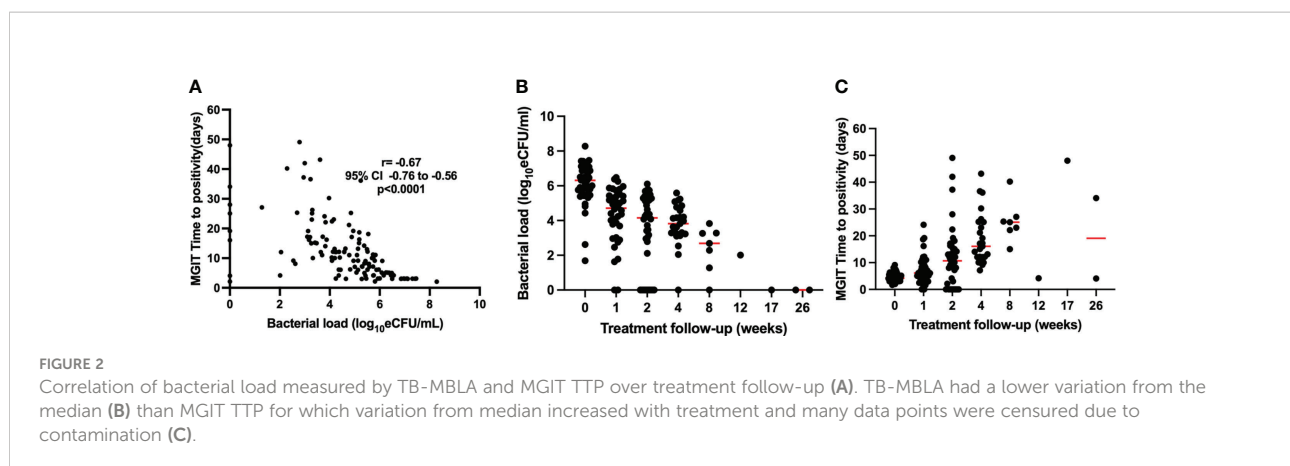 A
MGIT Time to positivity(days)
60
50
40
30
20
10
0
r= -0.67
95% CI -0.76 to -0.56
p<0.0001
0 2 4 6 8 10
Bacterial load (log10eCFU/mL)
B
Bacterial load (log10eCFU/ml)
10
8
6
4
2
0
0 1 2 4 8 12 17 26
Treatment follow-up (weeks)
C
MGIT Time to positivity(days)
60
50
40
30
20
10
0
0 1 2 4 8 12 17 26
Treatment follow-up (weeks)
FIGURE 2
Correlation of bacterial load measured by TB-MBLA and MGIT TTP over treatment follow-up (A). TB-MBLA had a lower variation from the
median (B) than MGIT TTP for which variation from median increased with treatment and many data points were censured due to
contamination (C).